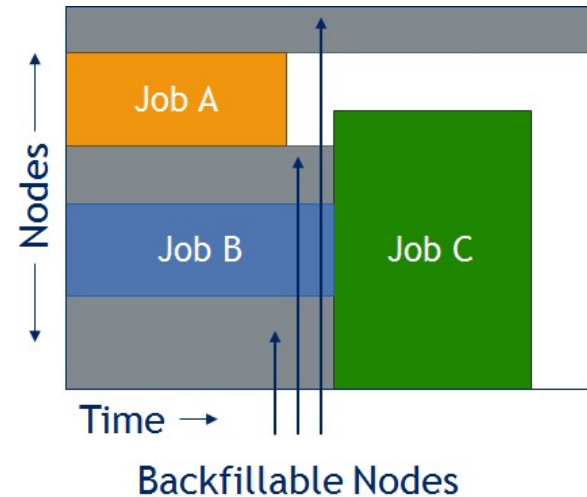 Job A
Nodes
Job B
Job C
Time
Backfillable Nodes